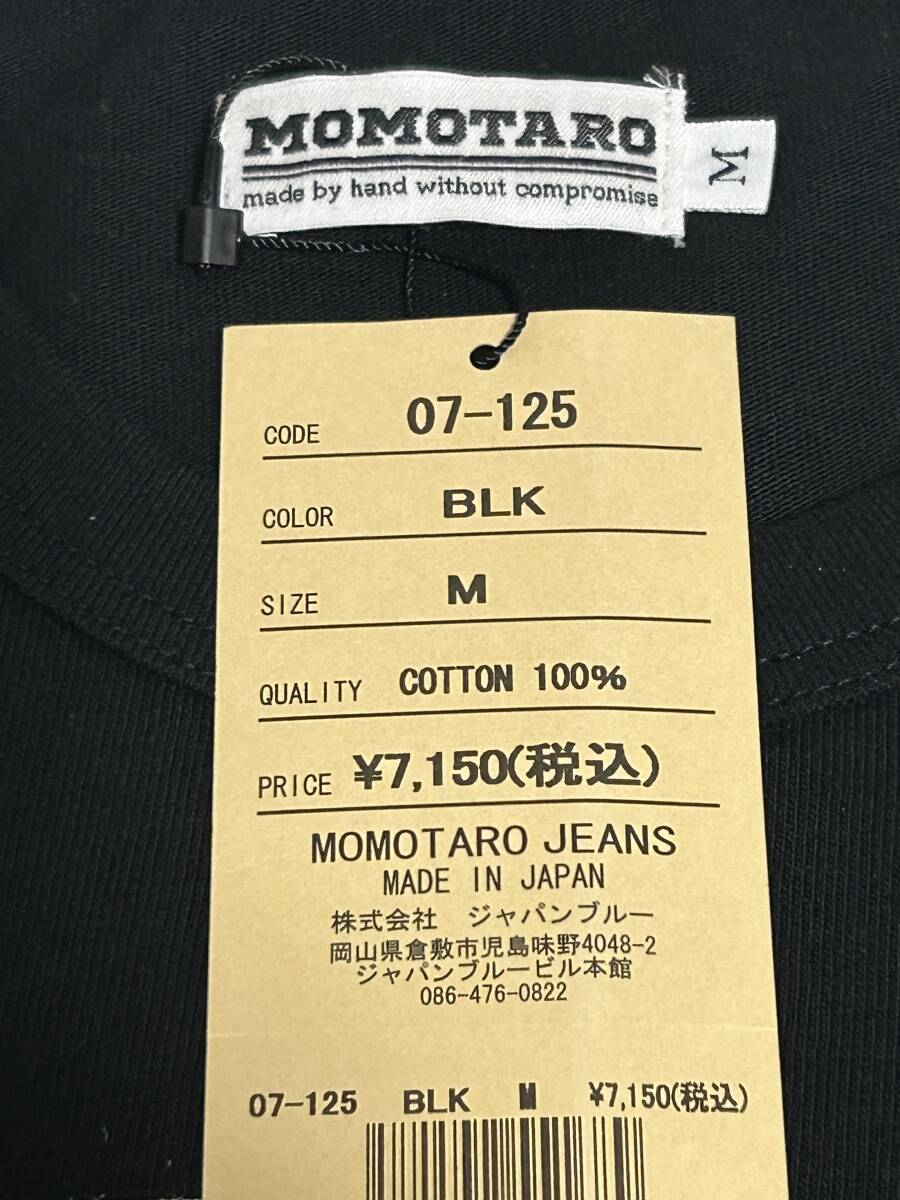 MOMOTARO
made by hand without compromise
M
CODE 07-125
COLOR BLK
SIZE M
QUALITY COTTON 100%
PRICE ¥7,150(税込)
MOMOTARO JEANS
MADE IN JAPAN
株式会社 ジャパンブルー
岡山県倉敷市児島味野4048-2
ジャパンブルービル本館
086-476-0822
07-125 BLK M ¥7,150(税込)